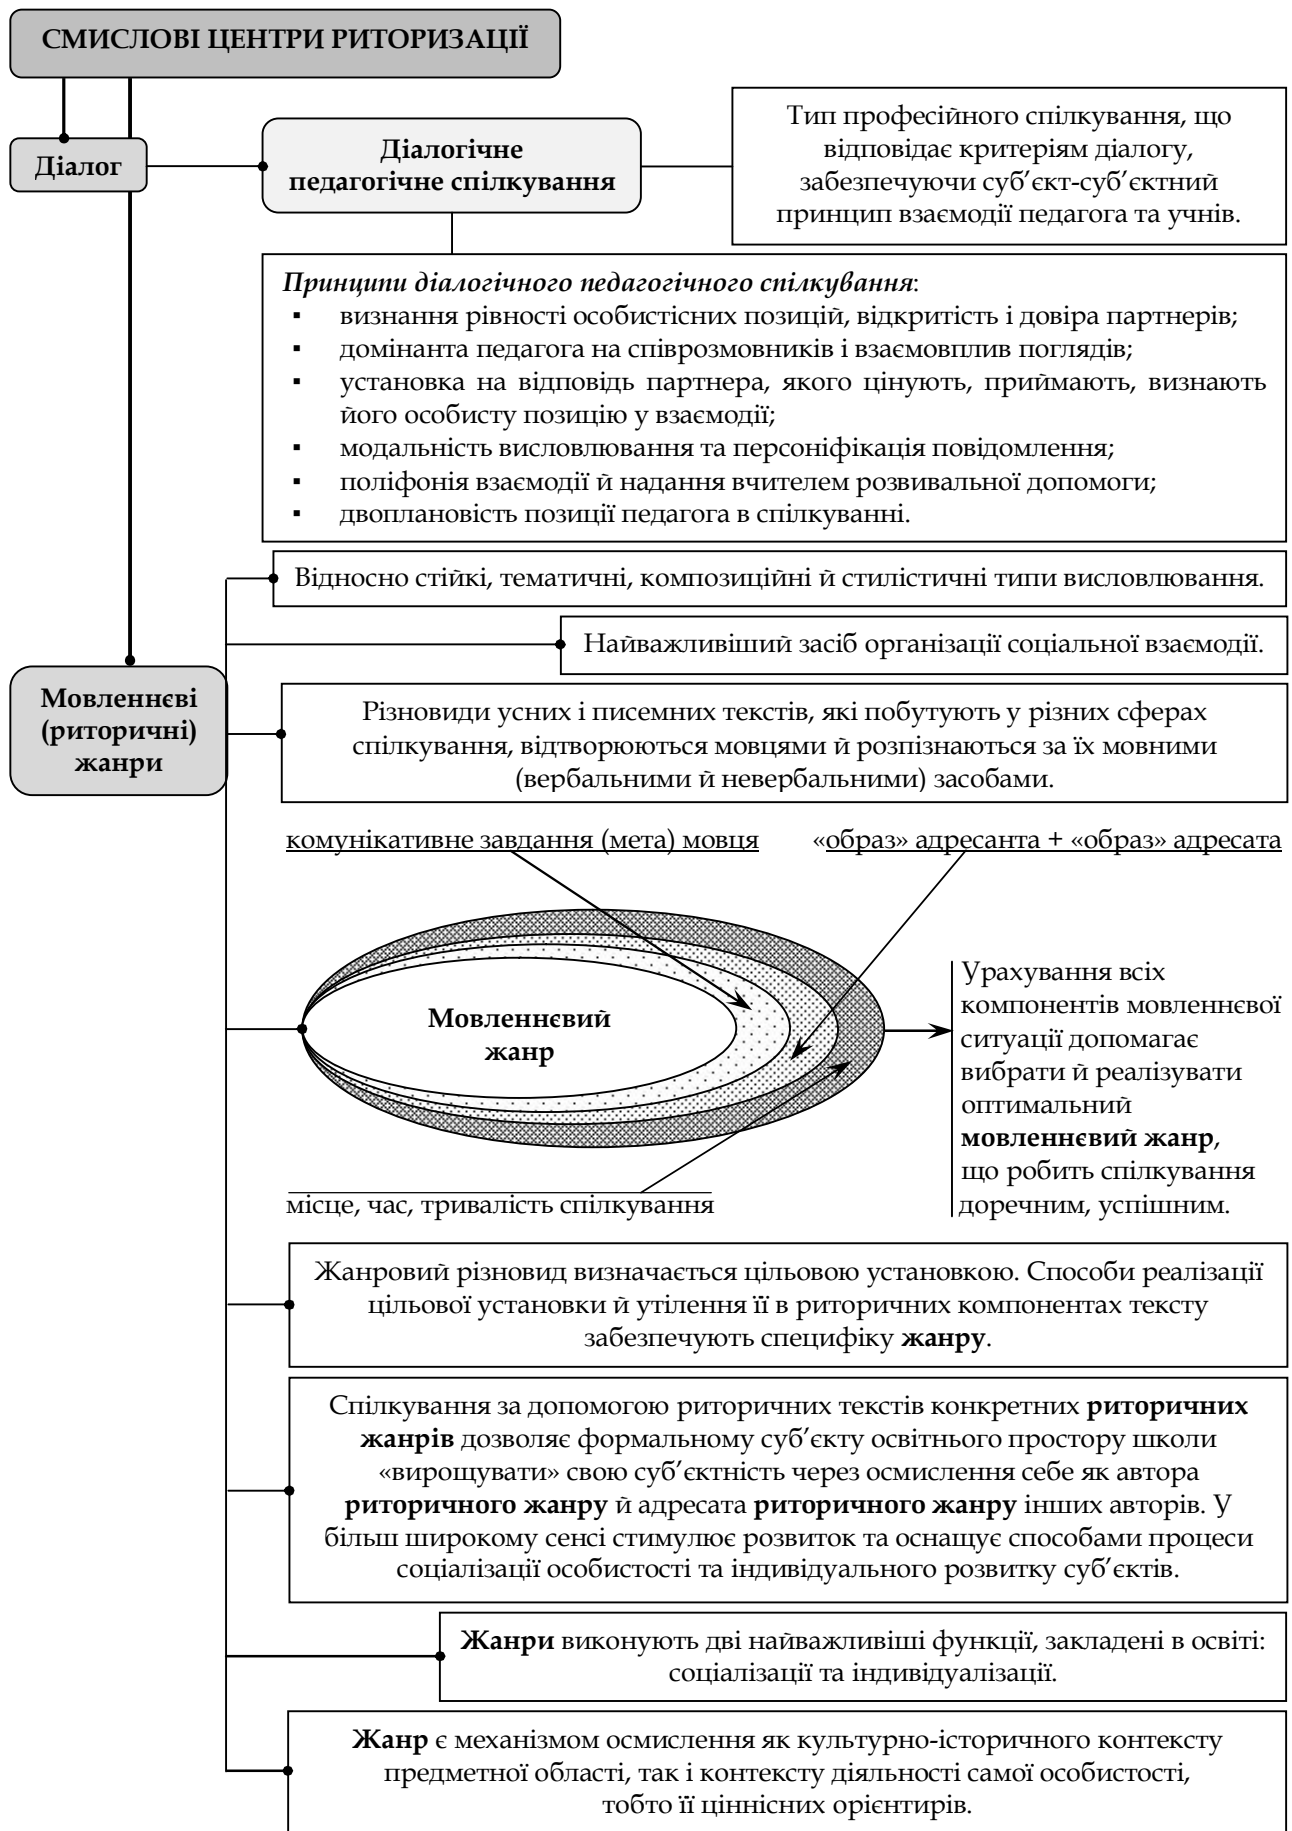 СМИСЛОВІ ЦЕНТРИ РИТОРИЗАЦІЇ
Діалог
Діалогічне
педагогічне спілкування
Тип професійного спілкування, що
відповідає критеріям діалогу,
забезпечуючи суб’єкт-суб’єктний
принцип взаємодії педагога та учнів.
Принципи діалогічного педагогічного спілкування:
▪ визнання рівності особистісних позицій, відкритість і довіра партнерів;
▪ домінанта педагога на співрозмовників і взаємовплив поглядів;
▪ установка на відповідь партнера, якого цінують, приймають, визнають
його особисту позицію у взаємодії;
▪ модальність висловлювання та персоніфікація повідомлення;
▪ поліфонія взаємодії й надання вчителем розвивальної допомоги;
▪ двоплановість позиції педагога в спілкуванні.
Відносно стійкі, тематичні, композиційні й стилістичні типи висловлювання.
Найважливіший засіб організації соціальної взаємодії.
Мовленнєві
(риторичні)
жанри
Різновиди усних і писемних текстів, які побутують у різних сферах
спілкування, відтворюються мовцями й розпізнаються за їх мовними
(вербальними й невербальними) засобами.
комунікативне завдання (мета) мовця
«образ» адресанта + «образ» адресата
Мовленнєвий
жанр
Урахування всіх
компонентів мовленнєвої
ситуації допомагає
вибрати й реалізувати
оптимальний
мовленнєвий жанр,
що робить спілкування
доречним, успішним.
місце, час, тривалість спілкування
Жанровий різновид визначається цільовою установкою. Способи реалізації
цільової установки й утілення її в риторичних компонентах тексту
забезпечують специфіку жанру.
Спілкування за допомогою риторичних текстів конкретних риторичних
жанрів дозволяє формальному суб’єкту освітнього простору школи
«вирощувати» свою суб’єктність через осмислення себе як автора
риторичного жанру й адресата риторичного жанру інших авторів. У
більш широкому сенсі стимулює розвиток та оснащує способами процеси
соціалізації особистості та індивідуального розвитку суб’єктів.
Жанри виконують дві найважливіші функції, закладені в освіті:
соціалізації та індивідуалізації.
Жанр є механізмом осмислення як культурно-історичного контексту
предметної області, так і контексту діяльності самої особистості,
тобто її ціннісних орієнтирів.